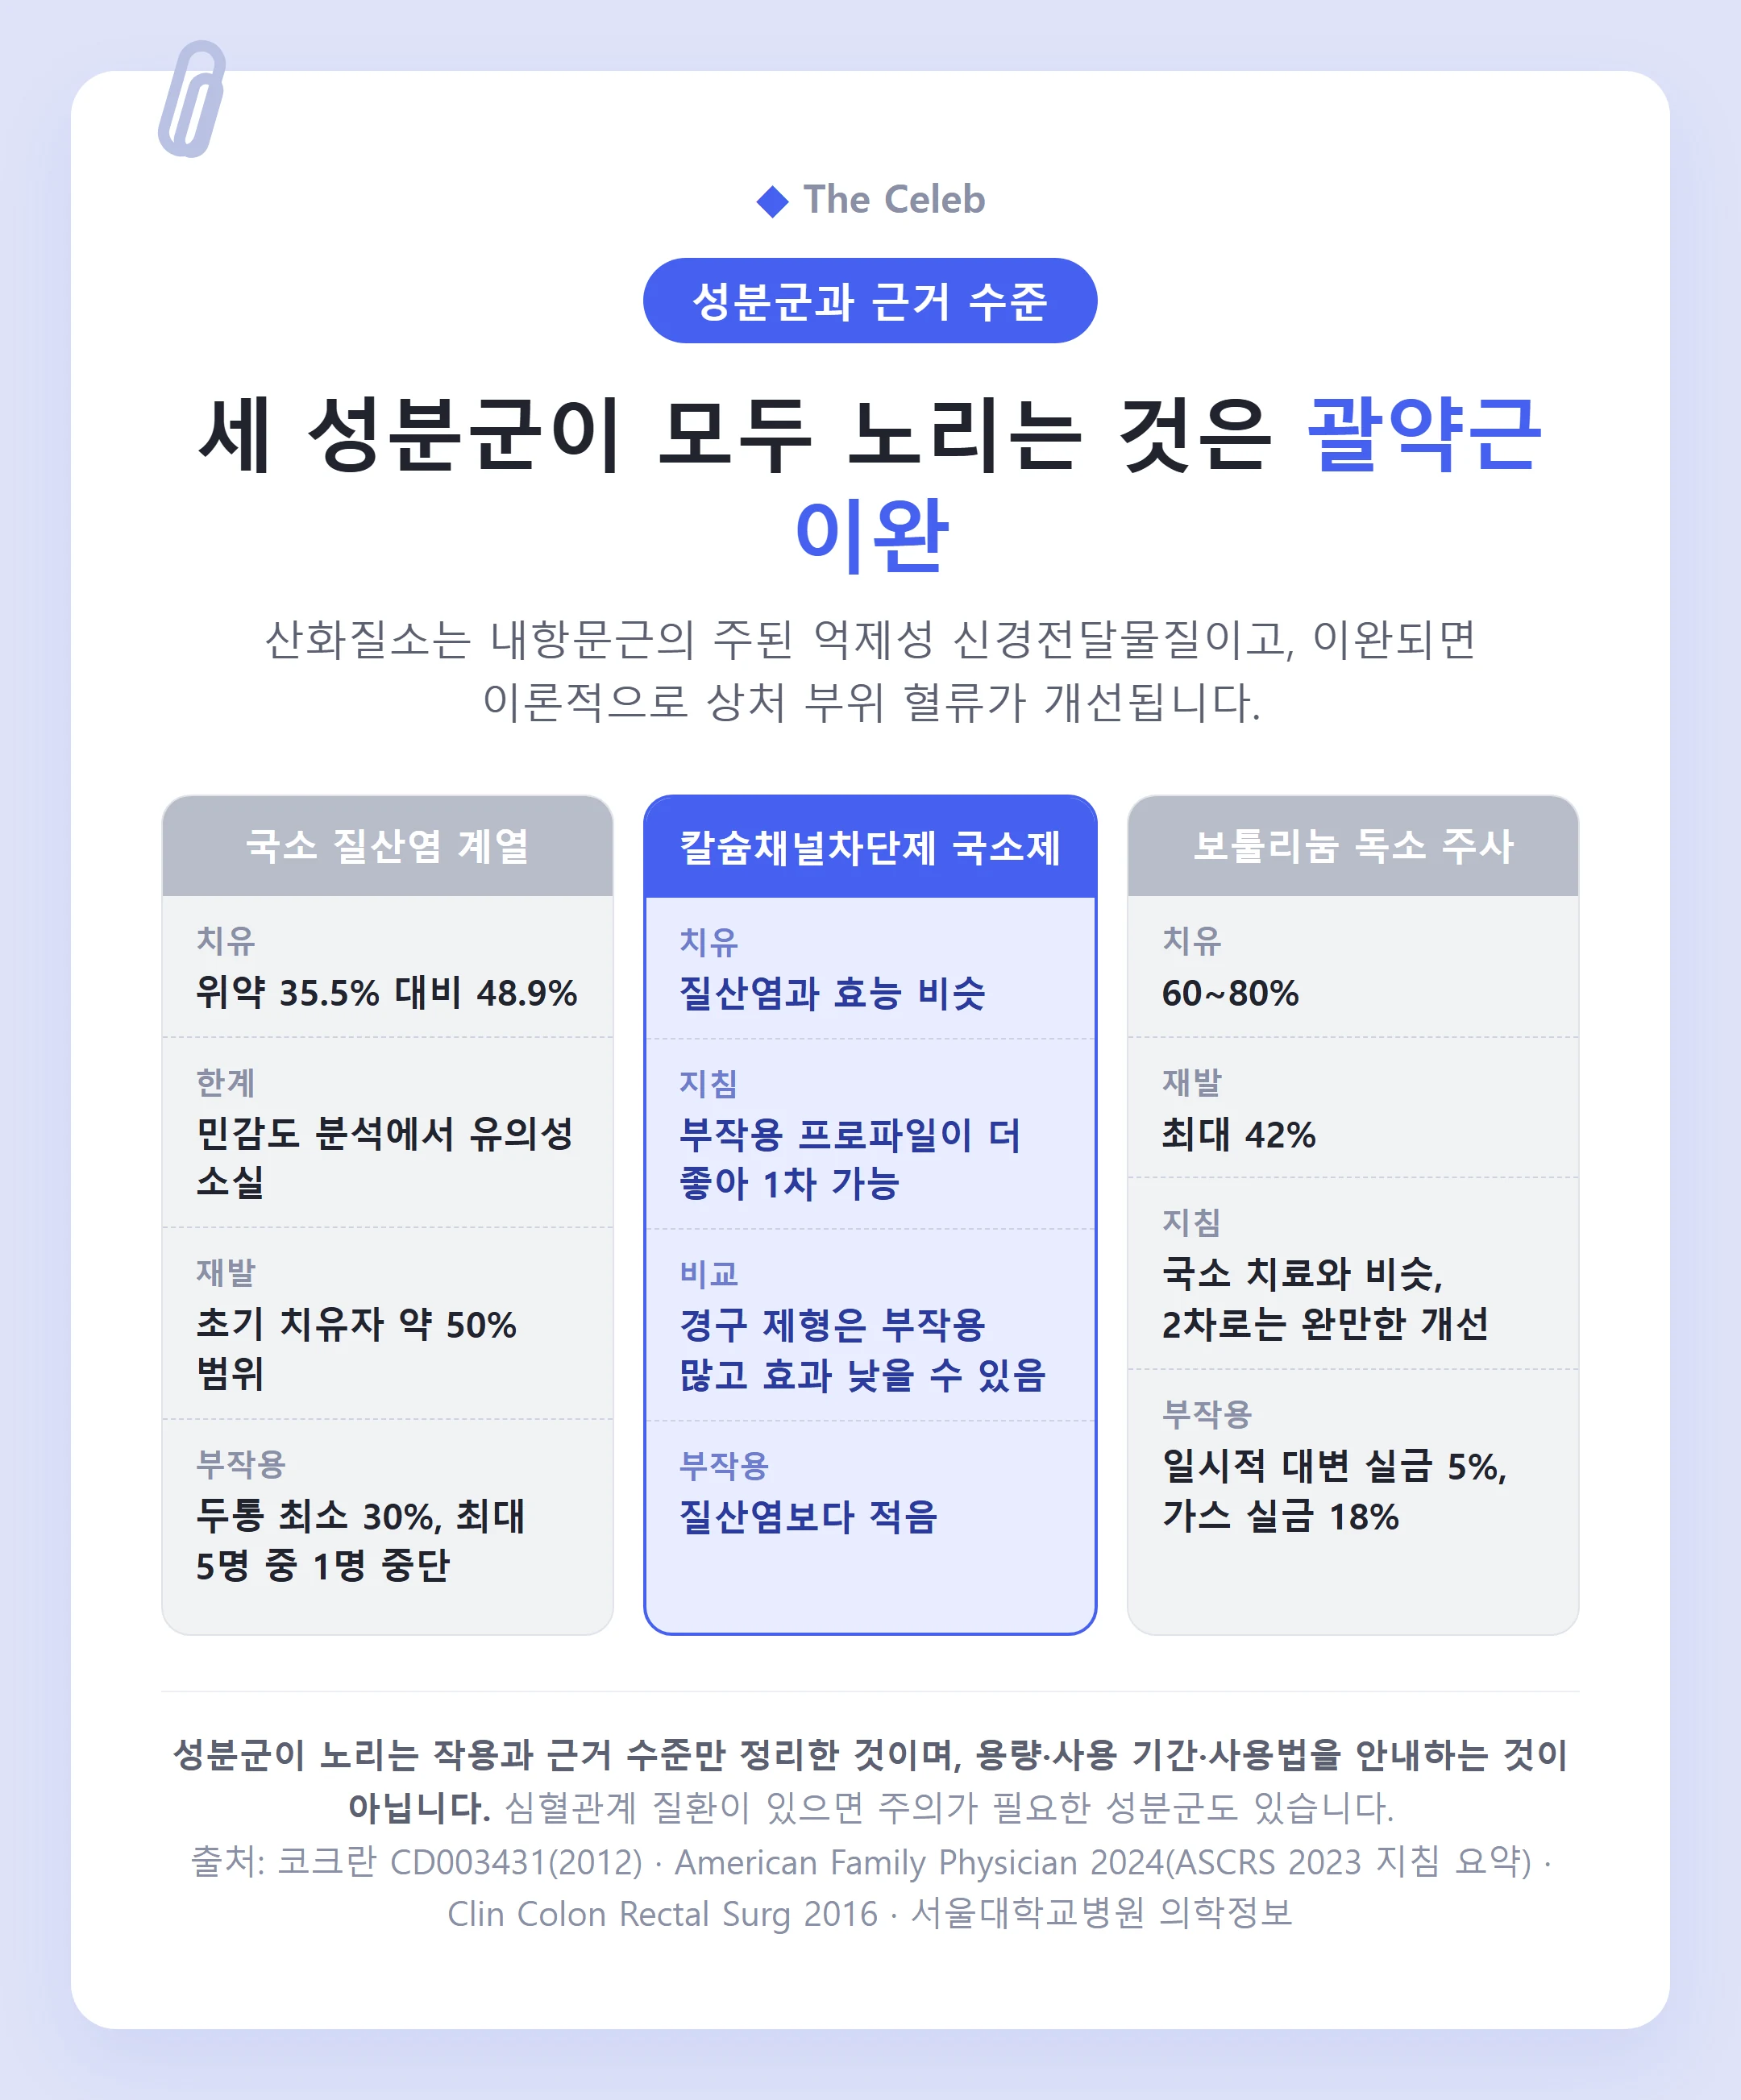 The Celeb
성분군과 근거 수준
세 성분군이 모두 노리는 것은 괄약근
이완
산화질소는 내항문근의 주된 억제성 신경전달물질이고, 이완되면
이론적으로 상처 부위 혈류가 개선됩니다.
국소 질산염 계열
치유
위약 35.5% 대비 48.9%
한계
민감도 분석에서 유의성
소실
재발
초기 치유자 약 50%
범위
부작용
두통 최소 30%, 최대
5명 중 1명 중단
칼슘채널차단제 국소제
치유
질산염과 효능 비슷
지침
부작용 프로파일이 더
좋아 1차 가능
비교
경구 제형은 부작용
많고 효과 낮을 수 있음
부작용
질산염보다 적음
보툴리눔 독소 주사
치유
60~80%
재발
최대 42%
지침
국소 치료와 비슷,
2차로는 완만한 개선
부작용
일시적 대변 실금 5%,
가스 실금 18%
성분군이 노리는 작용과 근거 수준만 정리한 것이며, 용량·사용 기간·사용법을 안내하는 것이
아닙니다. 심혈관계 질환이 있으면 주의가 필요한 성분군도 있습니다.
출처: 코크란 CD003431(2012) · American Family Physician 2024(ASCRS 2023 지침 요약) ·
Clin Colon Rectal Surg 2016 · 서울대학교병원 의학정보